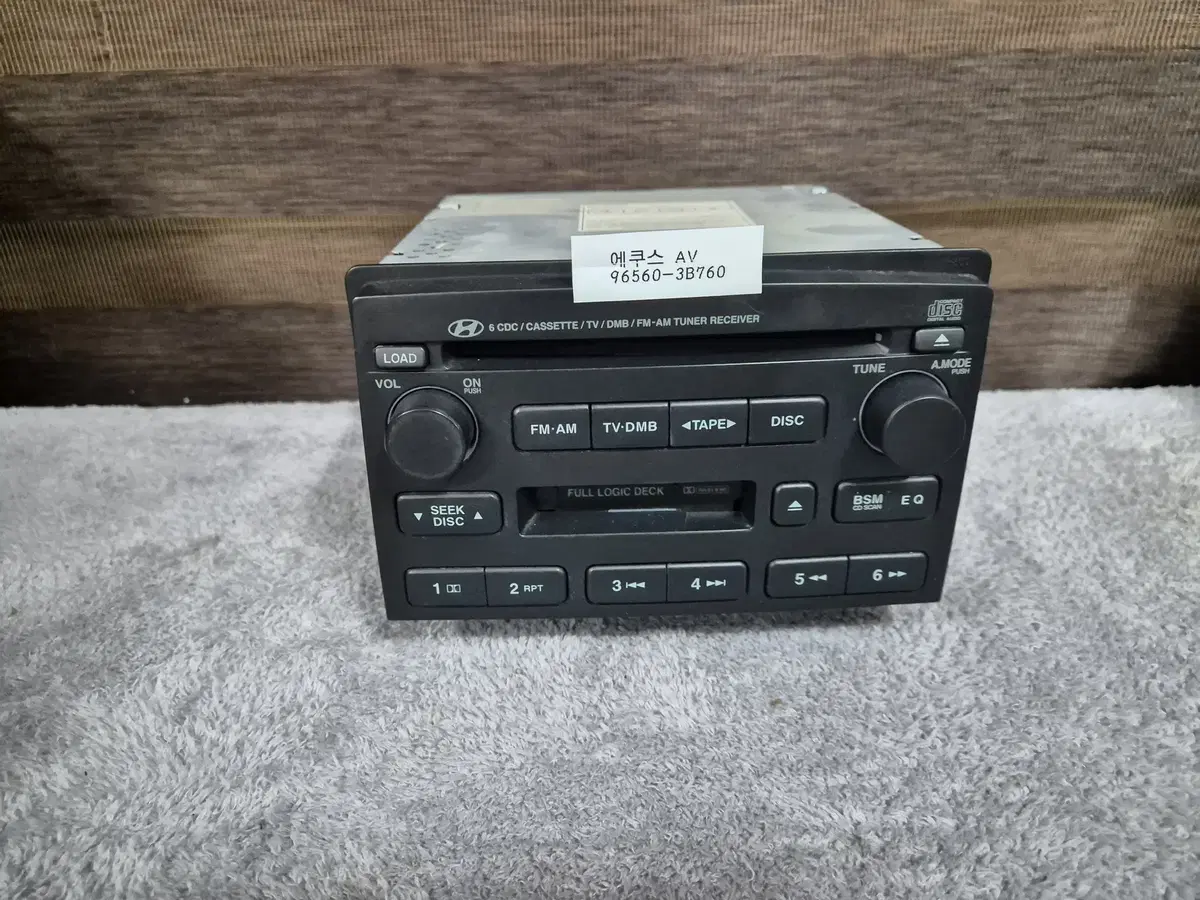 에쿠스 AV
96560-3B760
6 CDC / CASSETTE / TV / DMB / FM-AM TUNER RECEIVER
COMPACT
disc
DIGITAL AUDIO
LOAD
VOL
ON
PUSH
TUNE
A.MODE
PUSH
FM·AM
TV·DMB
◀TAPE▶
DISC
FULL LOGIC DECK
▼ SEEK ▲
DISC
BSM EQ
CD SCAN
1
2 RPT
3
4
5
6